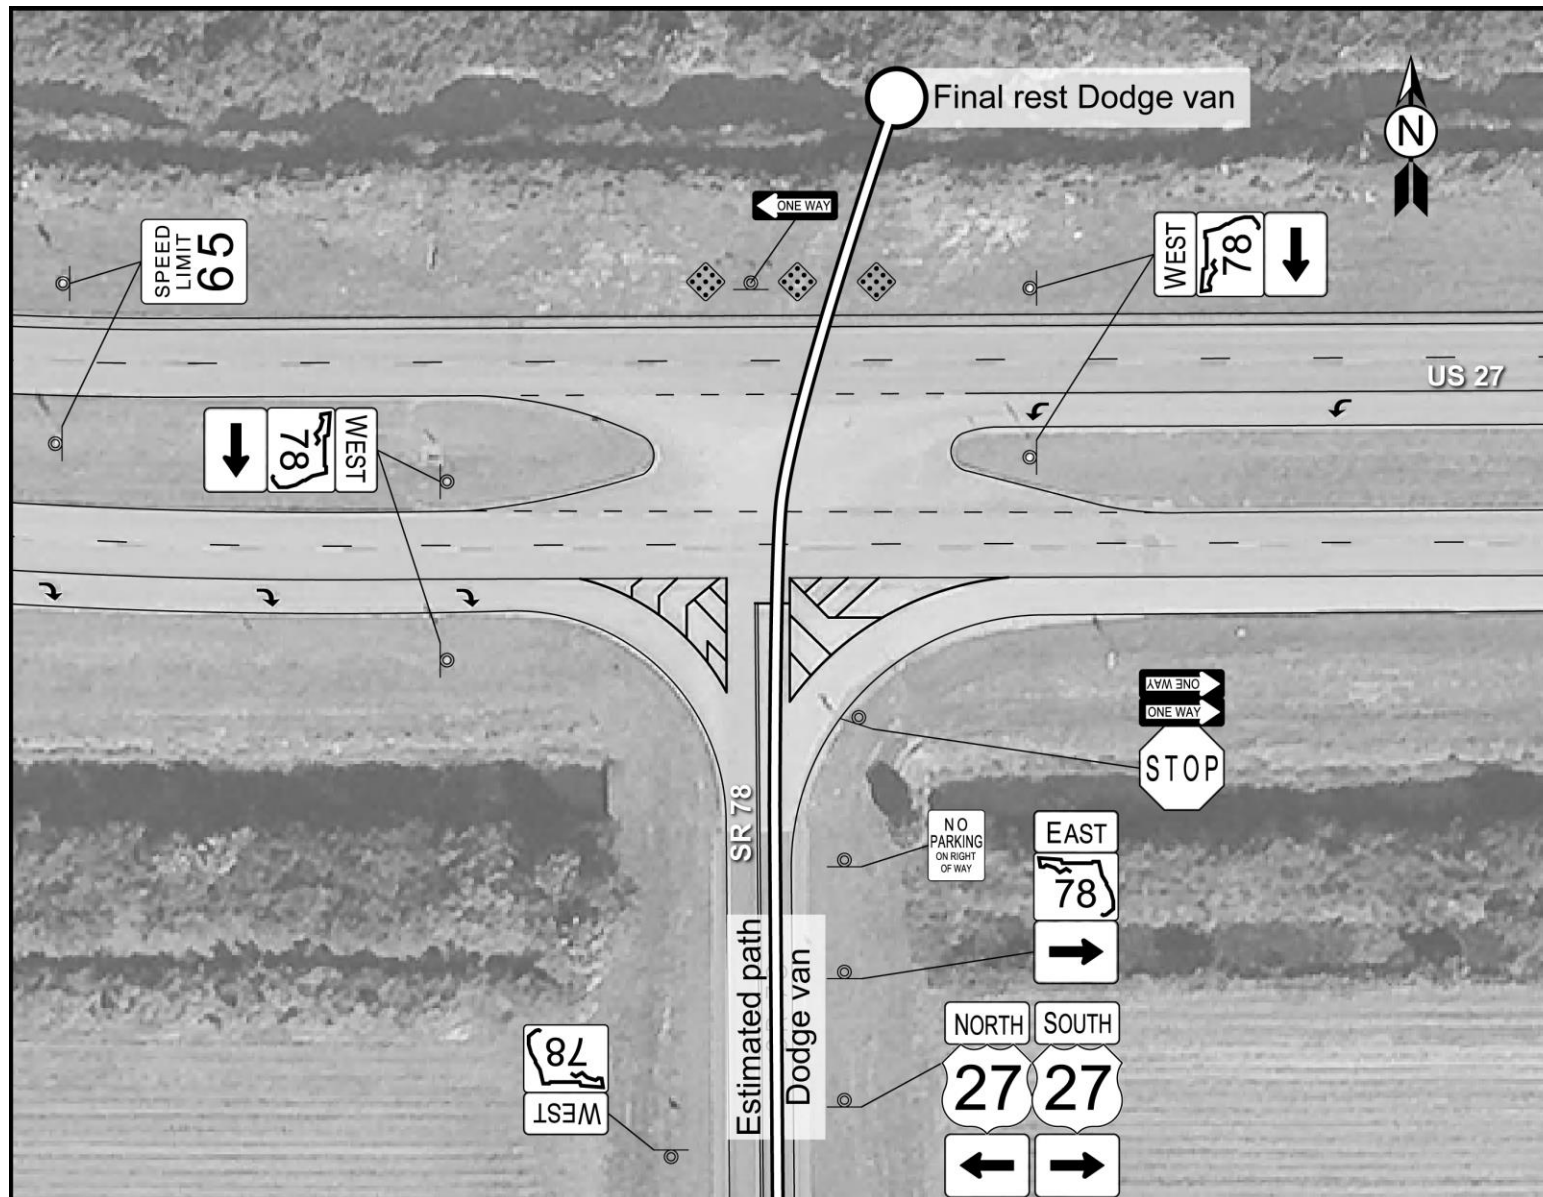 Final rest Dodge van
N
ONE WAY
SPEED
LIMIT
65
WEST
78
US 27
WEST
78
ONE WAY
ONE WAY
STOP
SR 78
NO
PARKING
ON RIGHT
OF WAY
EAST
78
Estimated path
Dodge van
NORTH SOUTH
27 27
78
WEST